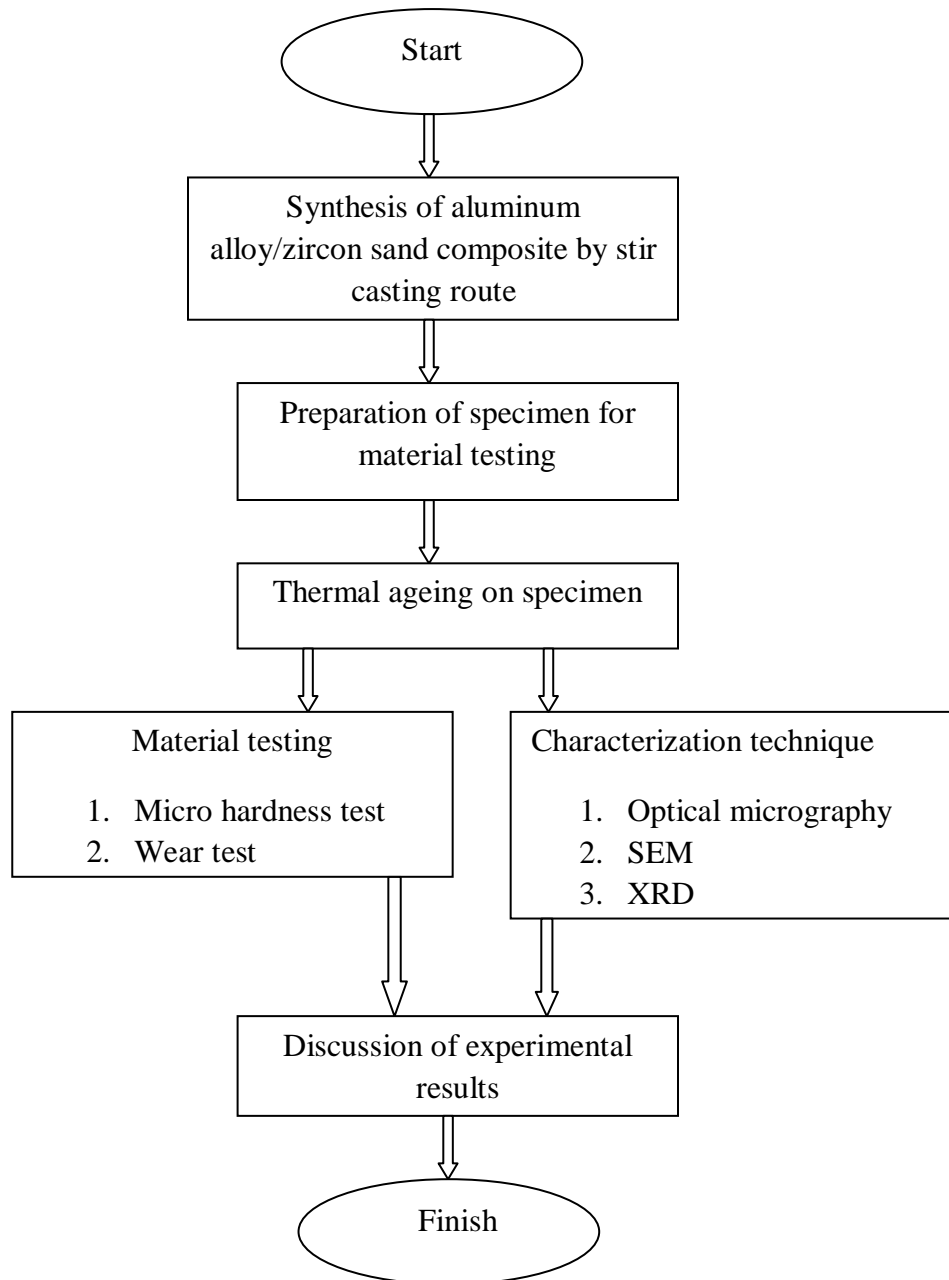 Start
Synthesis of aluminum
alloy/zircon sand composite by stir
casting route
Preparation of specimen for
material testing
Thermal ageing on specimen
Material testing
1. Micro hardness test
2. Wear test
Characterization technique
1. Optical micrography
2. SEM
3. XRD
Discussion of experimental
results
Finish